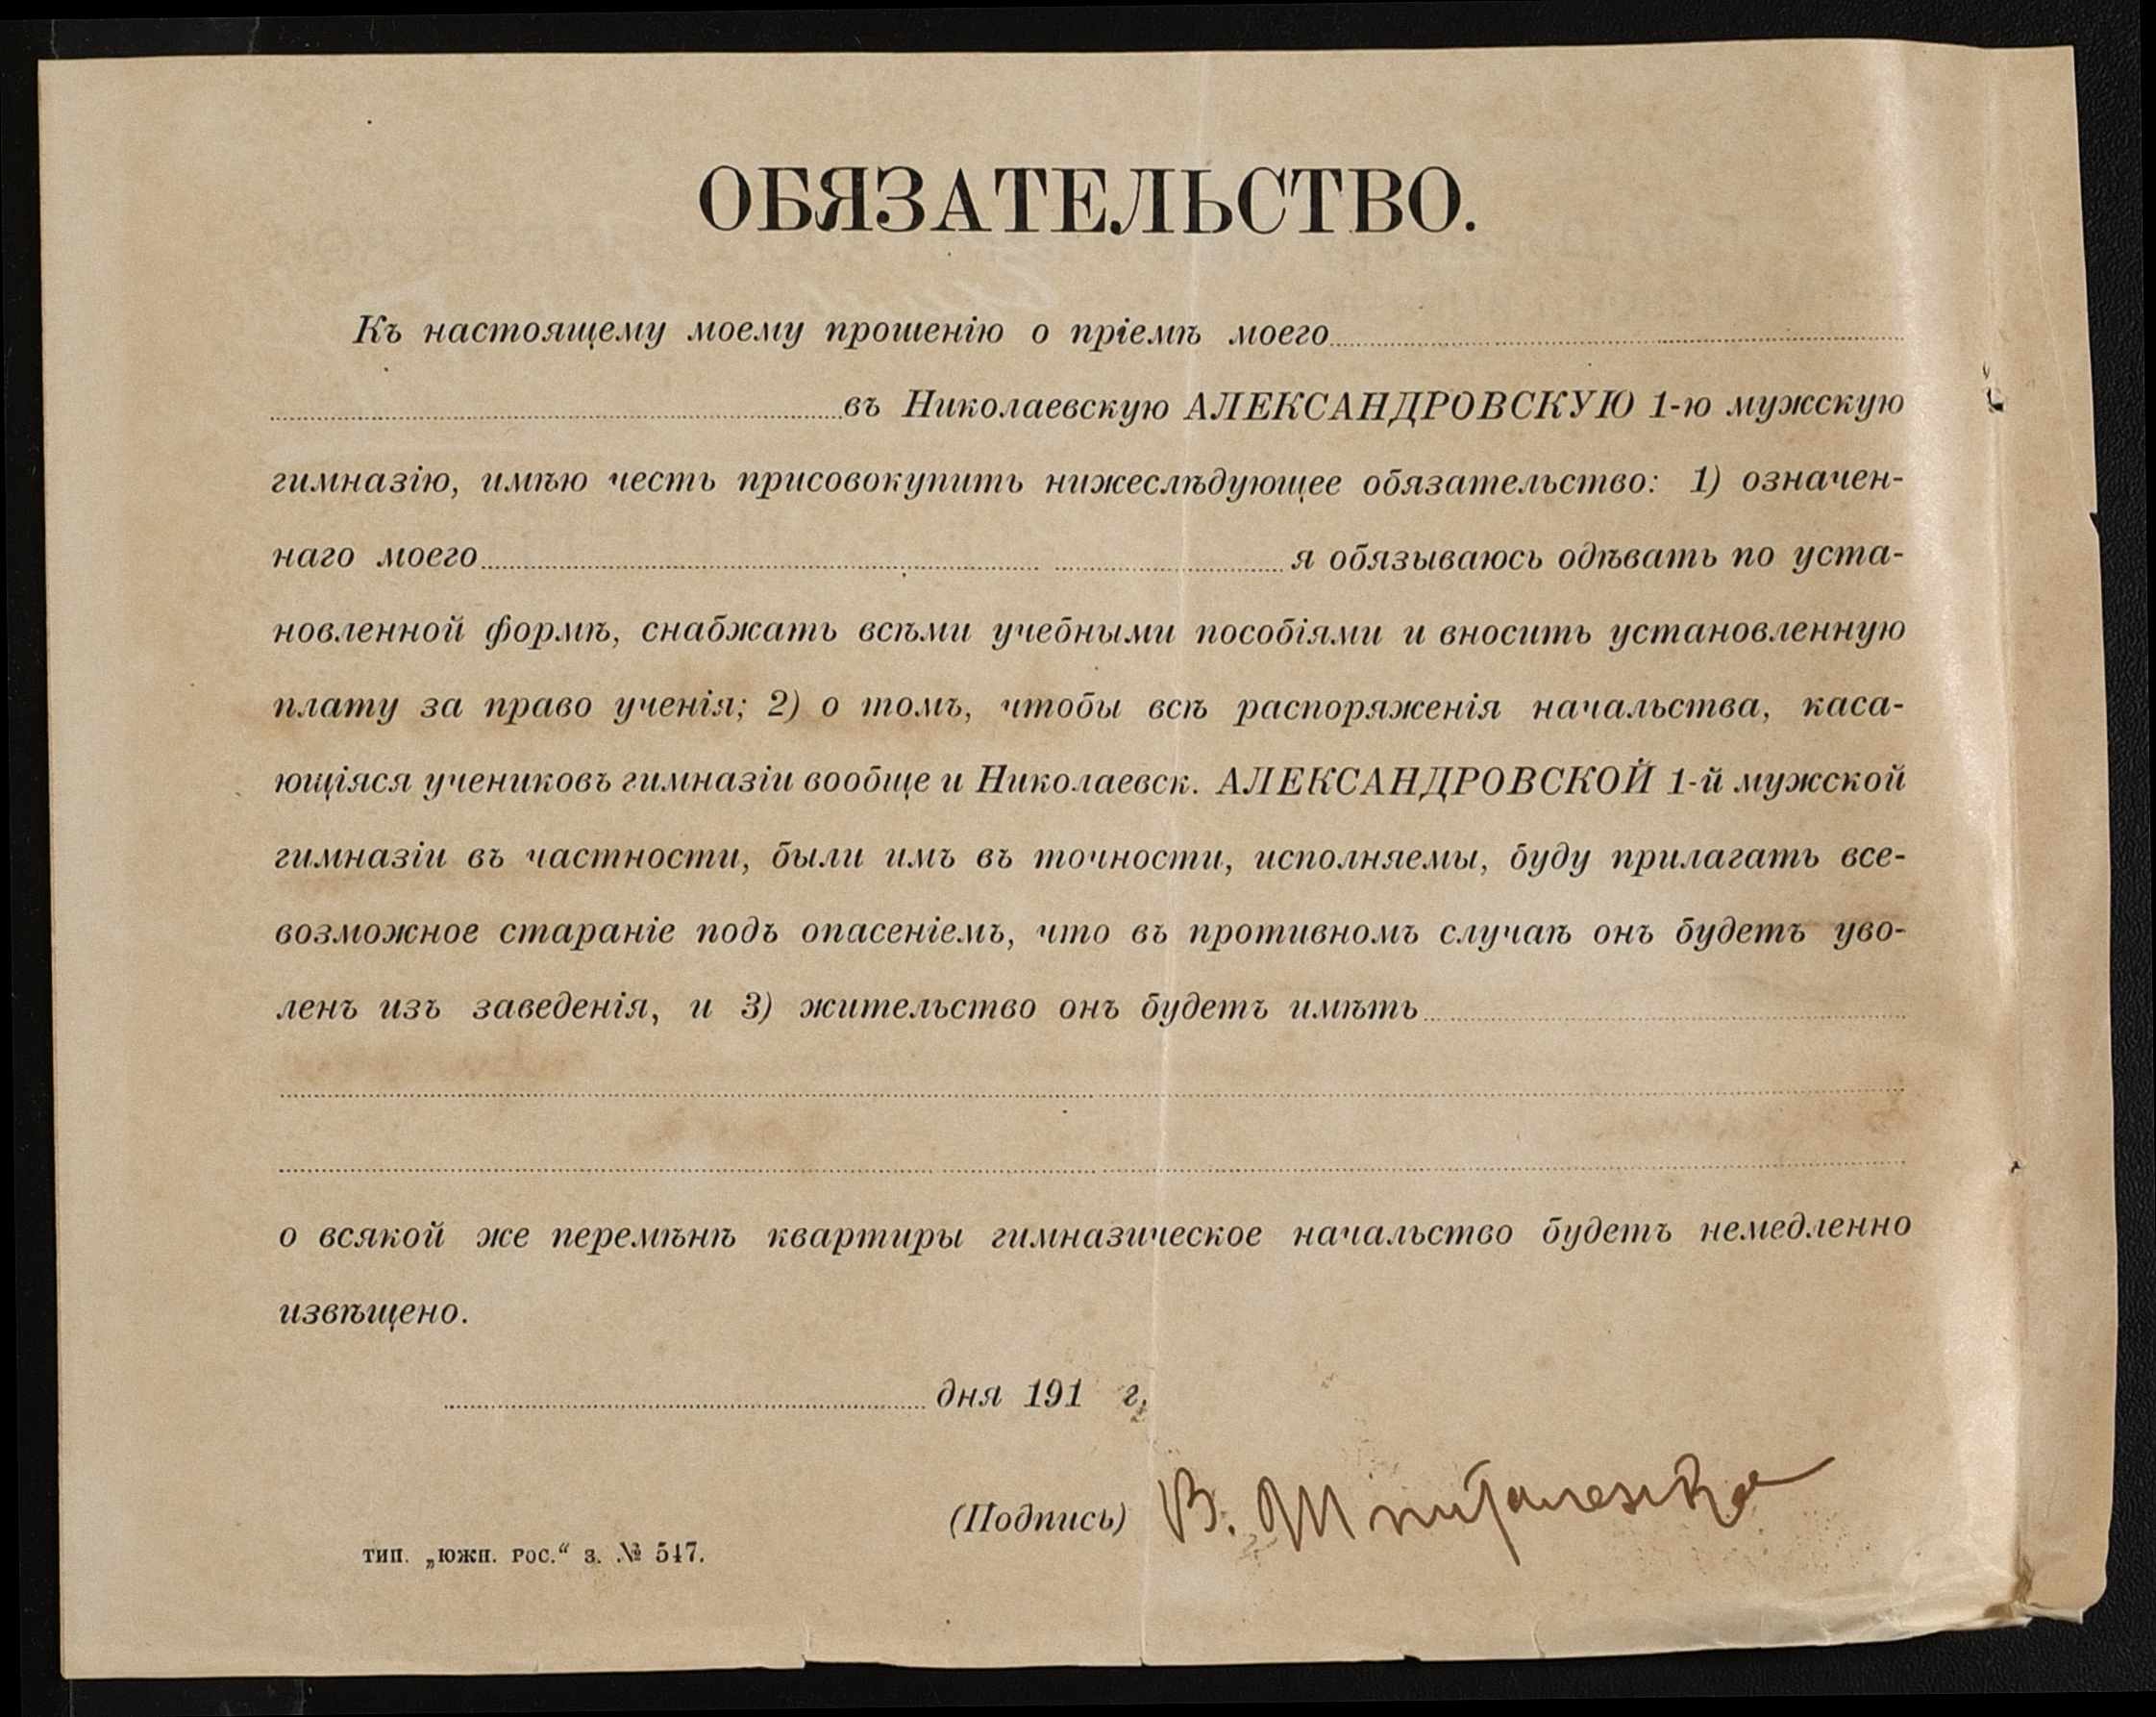 ОБЯЗАТЕЛЬСТВО.
Къ настоящему моему прошенію о пріемѣ моего
въ Николаевскую АЛЕКСАНДРОВСКУЮ 1-ю мужскую
гимназію, имѣю честь присовокупить нижеслѣдующее обязательство: 1) означен-
наго моего я обязываюсь одѣвать по уста-
новленной формѣ, снабжать всѣми учебными пособіями и вносить установленную
плату за право ученія; 2) о томъ, чтобы всѣ распоряженія начальства, каса-
ющіяся учениковъ гимназіи вообще и Николаевск. АЛЕКСАНДРОВСКОЙ 1-й мужской
гимназіи въ частности, были имъ въ точности, исполняемы, буду прилагать все-
возможное стараніе подъ опасеніемъ, что въ противномъ случаѣ онъ будетъ уво-
ленъ изъ заведенія, и 3) жительство онъ будетъ имѣть
о всякой же перемѣнѣ квартиры гимназическое начальство будетъ немедленно
извѣщено.
дня 191 г.
(Подпись) В.
тип. „южн. рос.“ з. № 547.